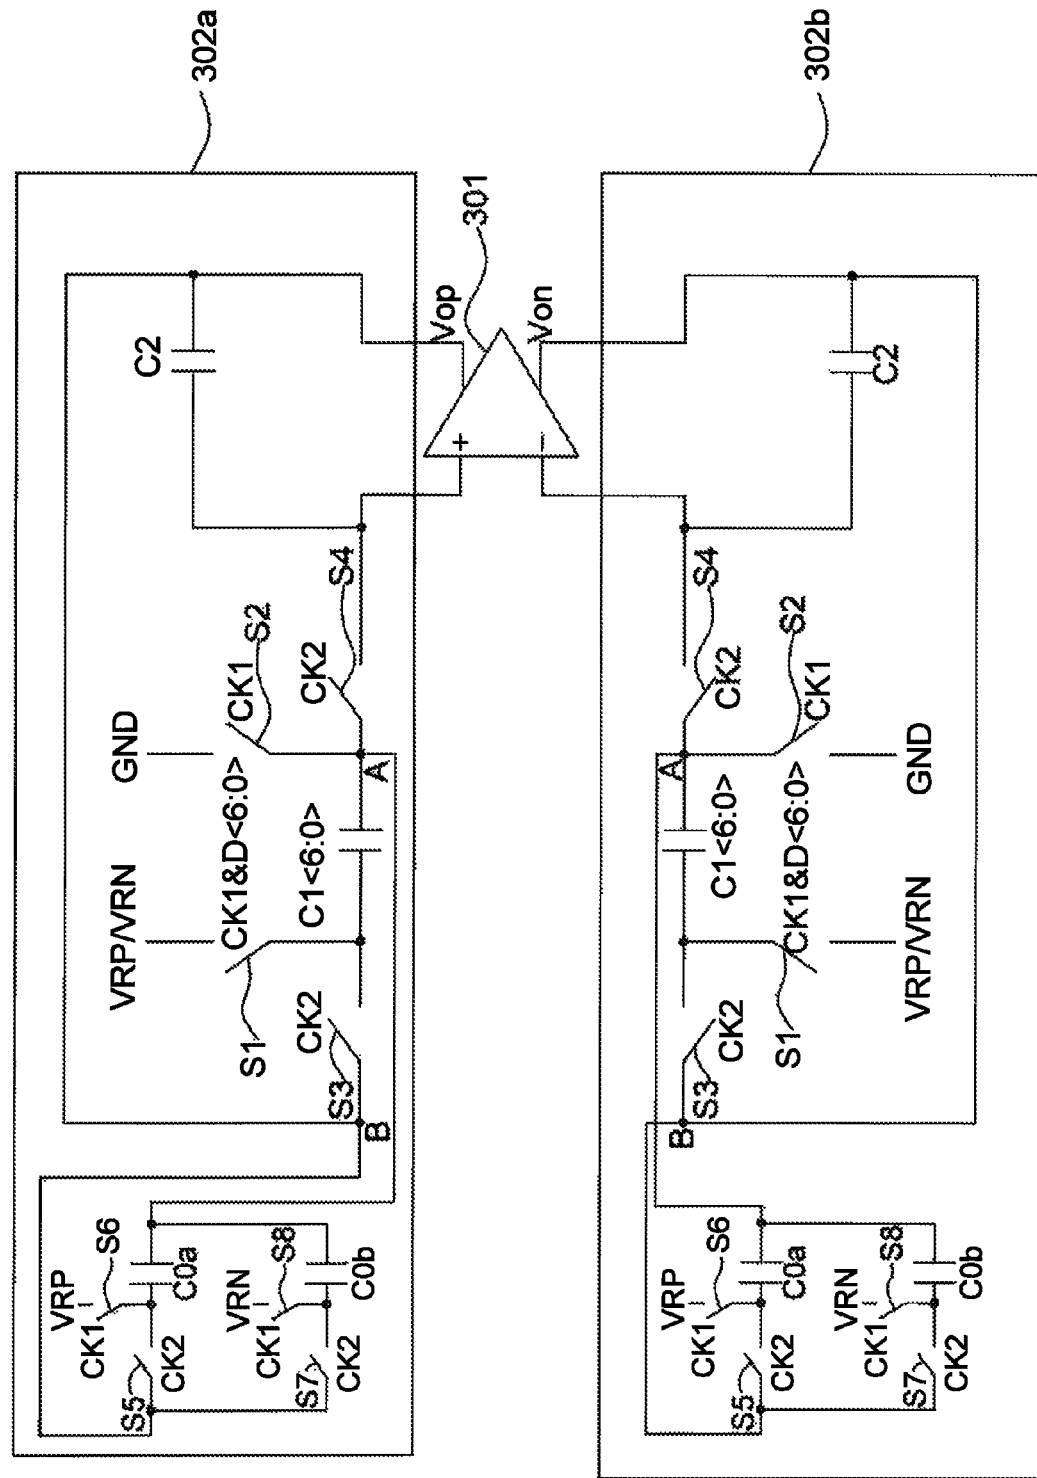 302a
302b
301
Vop
Von
+
−
C2
C2
S4
S4
CK2
CK2
S2
S2
CK1
CK1
GND
GND
A
A
CK1&D<6:0>
CK1&D<6:0>
C1<6:0>
C1<6:0>
VRP/VRN
VRP/VRN
S1
S1
CK2
CK2
S3
S3
B
B
VRP
S6
CK1
C0a
S5
CK2
VRN
S8
CK1
C0b
S7
CK2
VRP
S6
CK1
C0a
S5
CK2
VRN
S8
CK1
C0b
S7
CK2